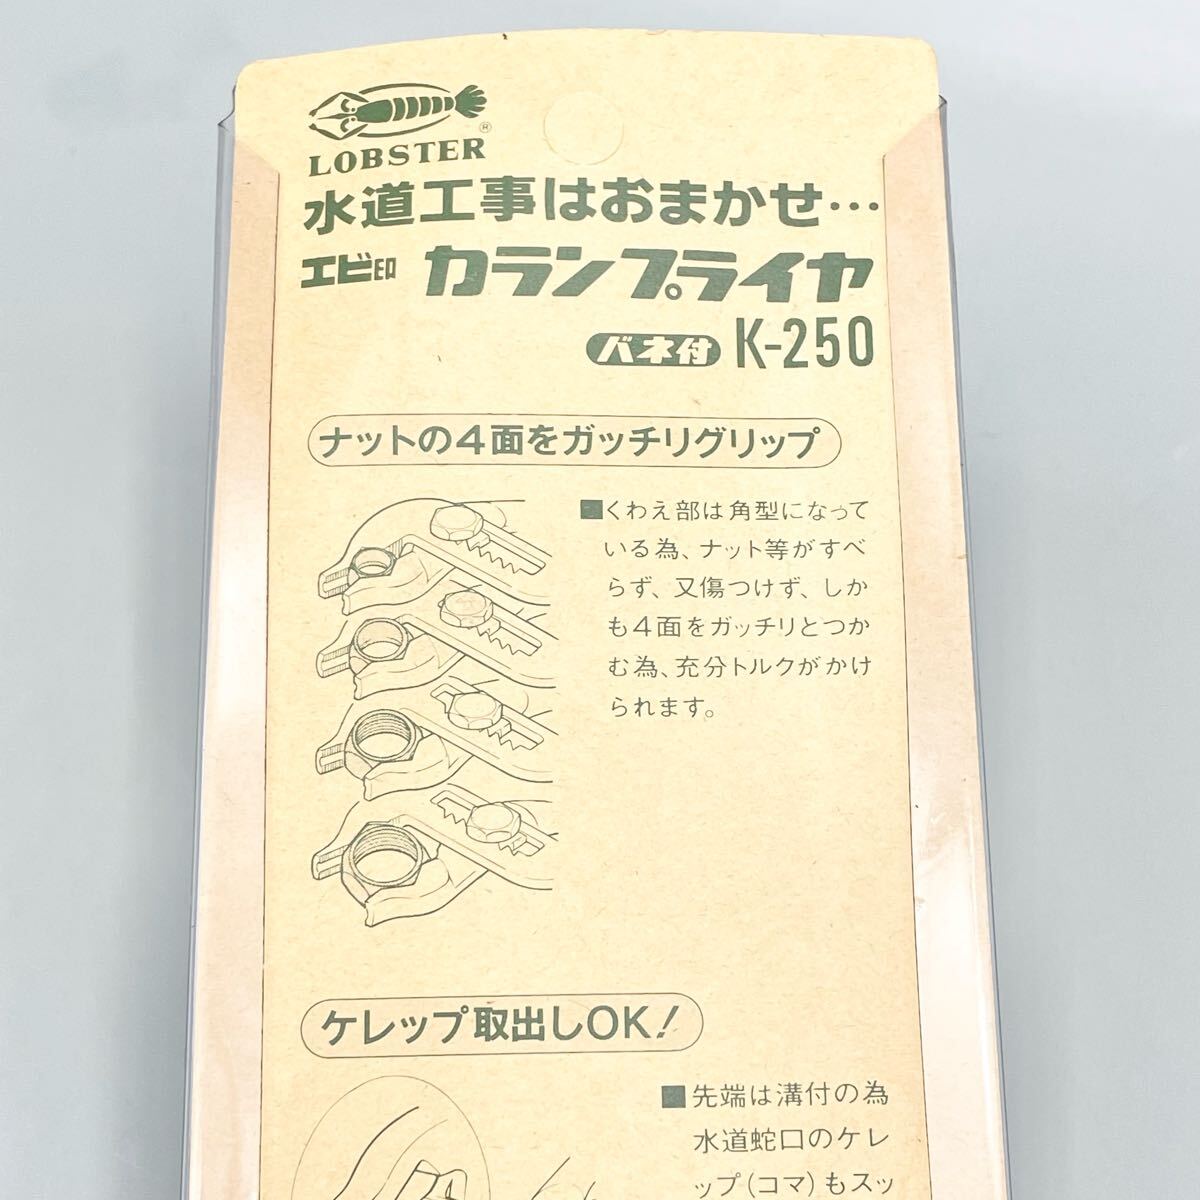 ®
LOBSTER
水道工事はおまかせ…
エビ印 カランプライヤ
バネ付 K-250
ナットの4面をガッチリグリップ
■くわえ部は角型になって
いる為、ナット等がすべ
らず、又傷つけず、しか
も4面をガッチリとつか
む為、充分トルクがかけ
られます。
ケレップ取出しOK!
■先端は溝付の為
水道蛇口のケレ
ップ(コマ)もスッ